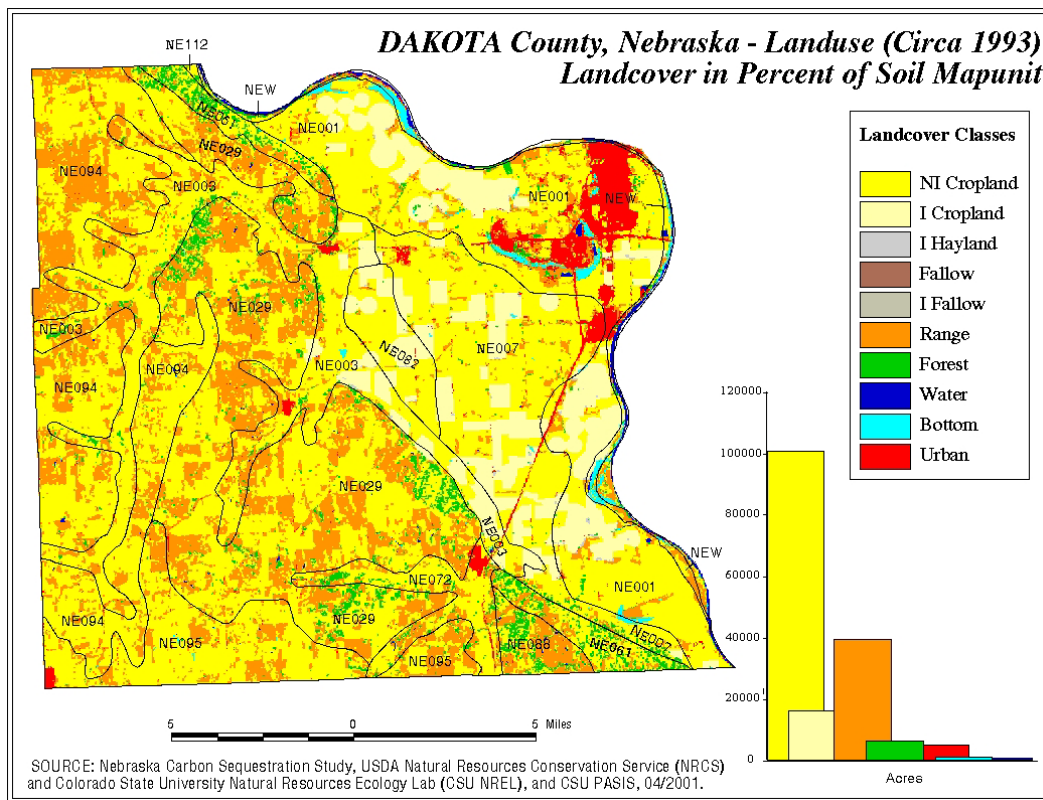 DAKOTA County, Nebraska - Landuse (Circa 1993)
Landcover in Percent of Soil Mapunit
NE112
NEW
NE061
NE001
NE029
NE094
NE003
NE001
NEW
NE029
NE003
NE094
NE003
NE082
NE007
NE094
NE029
NE003
NEW
NE072
NE001
NE029
NE094
NE007
NE095
NE086
NE061
NE095
Landcover Classes
NI Cropland
I Cropland
I Hayland
Fallow
I Fallow
Range
Forest
Water
Bottom
Urban
120000
100000
80000
60000
40000
20000
0
Acres
5 0 5 Miles
SOURCE: Nebraska Carbon Sequestration Study, USDA Natural Resources Conservation Service (NRCS)
and Colorado State University Natural Resources Ecology Lab (CSU NREL), and CSU PASIS, 04/2001.